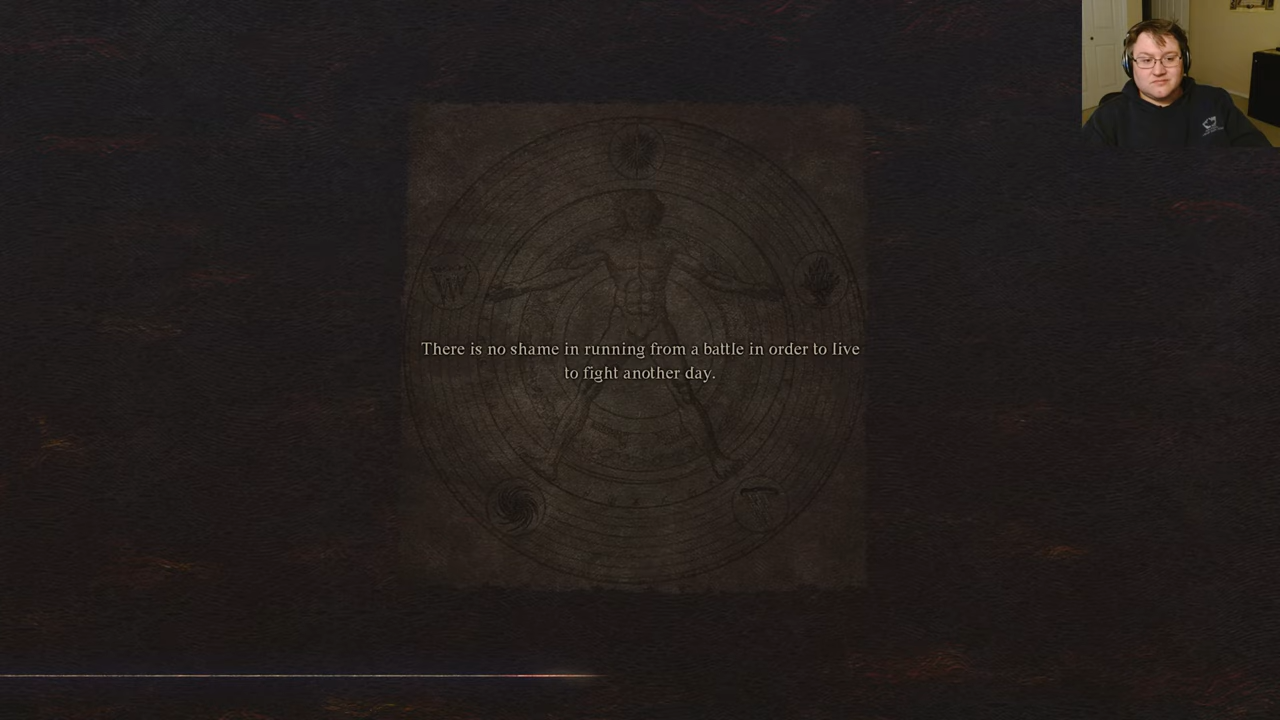 There is no shame in running from a battle in order to live
to fight another day.